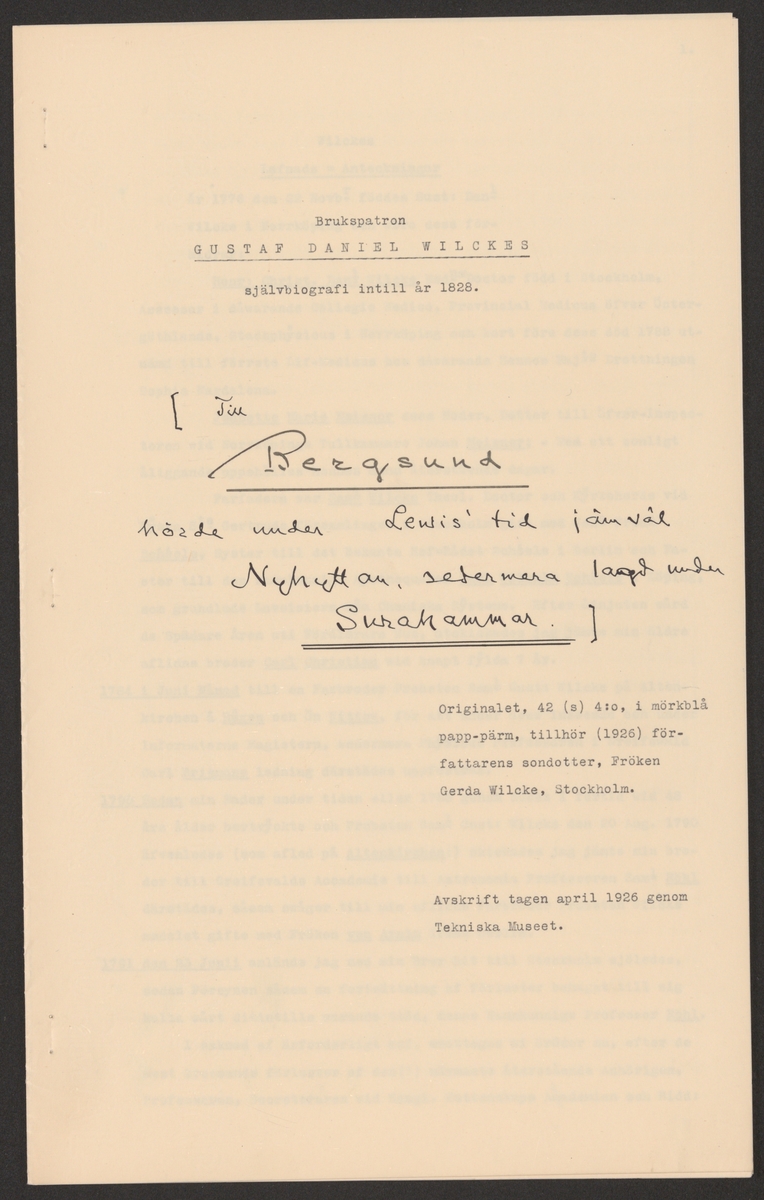 Brukspatron
GUSTAF DANIEL WILCKES
självbiografi intill år 1828.
[ Till
Bergsund
hörde under Lewis' tid jämväl
Nyhyttan, sedermera lagd under
Surahammar. ]
Originalet, 42 (s) 4:o, i mörkblå
papp-pärm, tillhör (1926) för-
fattarens sondotter, Fröken
Gerda Wilcke, Stockholm.
Avskrift tagen april 1926 genom
Tekniska Museet.